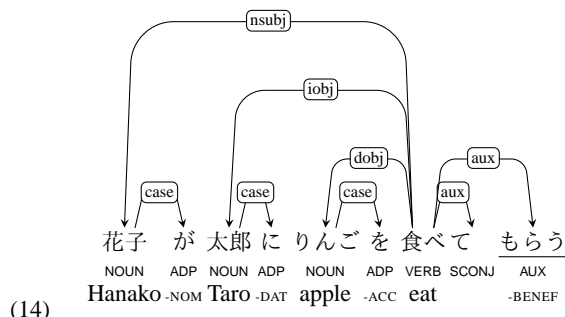 nsubj
iobj
dobj aux
case case case aux
花子 が 太郎 に りんご を 食べ て もらう
NOUN ADP NOUN ADP NOUN ADP VERB SCONJ AUX
(14) Hanako -NOM Taro -DAT apple -ACC eat -BENEF